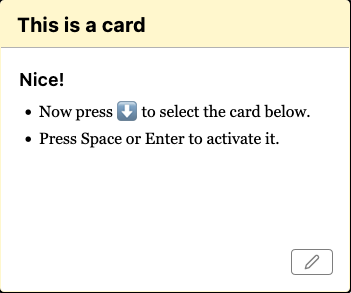 This is a card
Nice!
• Now press ⬇️ to select the card below.
• Press Space or Enter to activate it.